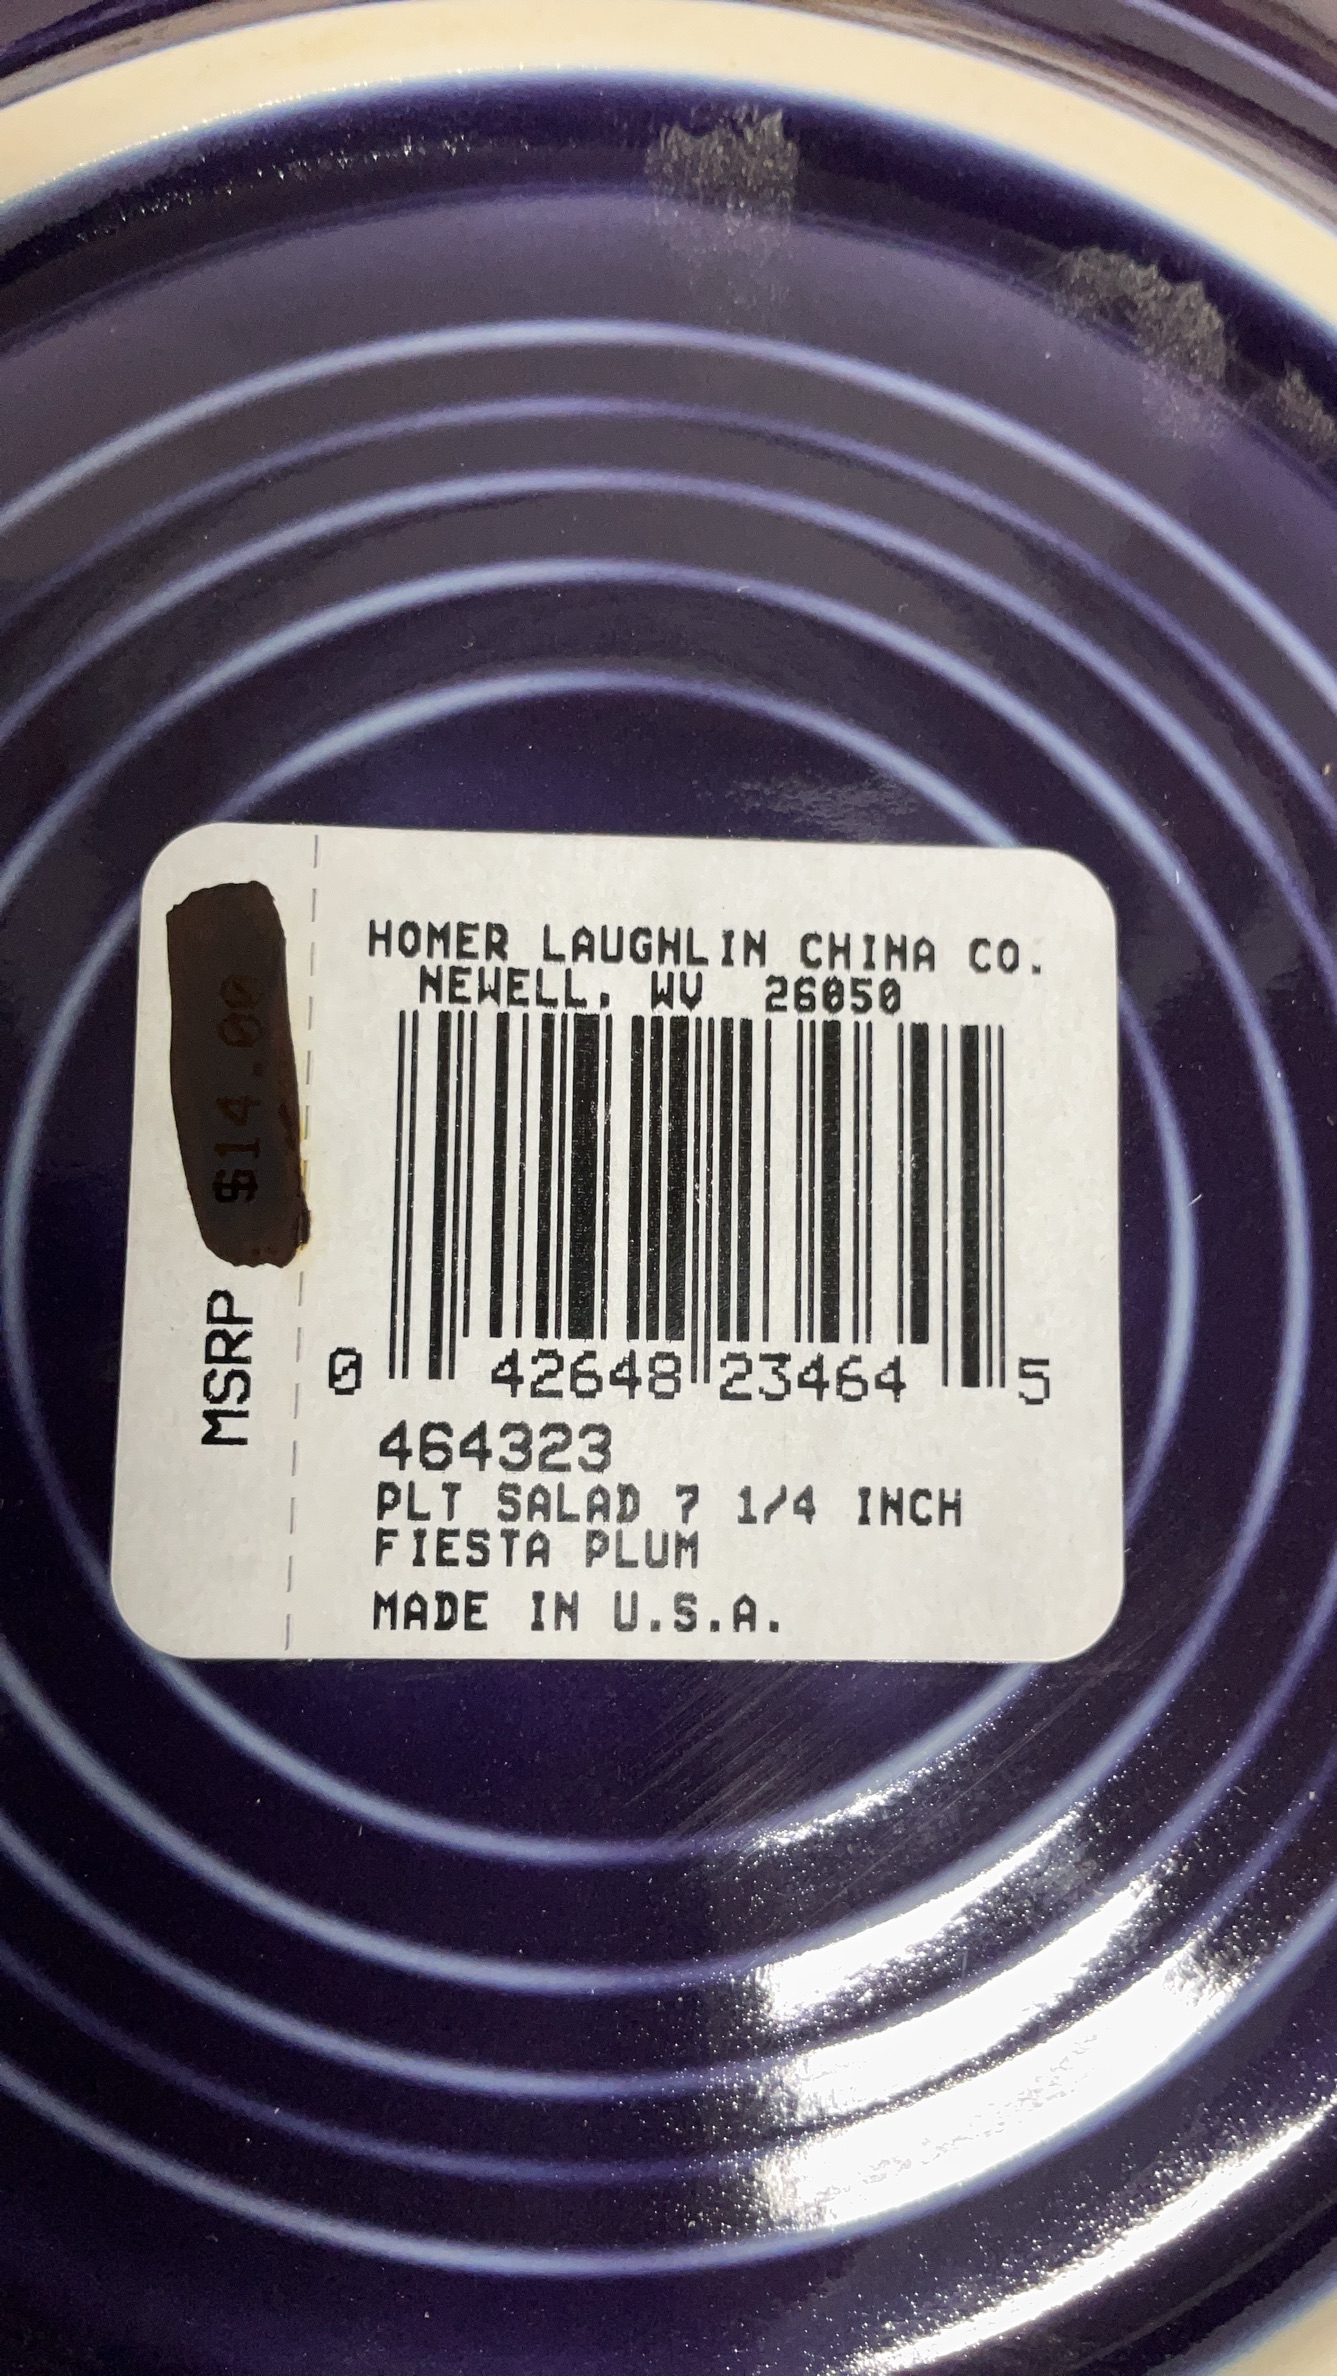 HOMER LAUGHLIN CHINA CO.
NEWELL, WV 26050
0 42648 23464 5
464323
PLT SALAD 7 1/4 INCH
FIESTA PLUM
MADE IN U.S.A.
MSRP $14.00